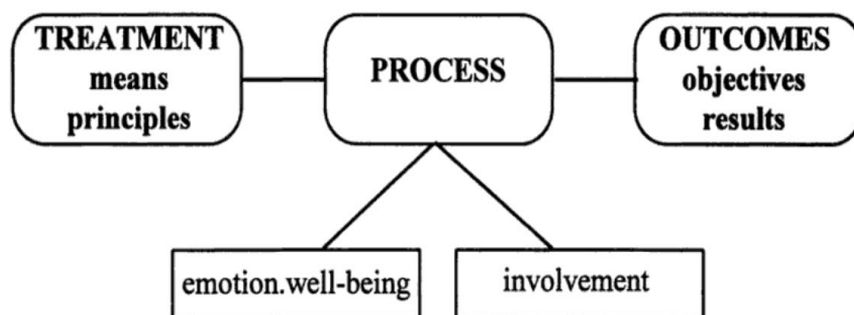 TREATMENT
means
principles
PROCESS
OUTCOMES
objectives
results
emotion.well-being
involvement